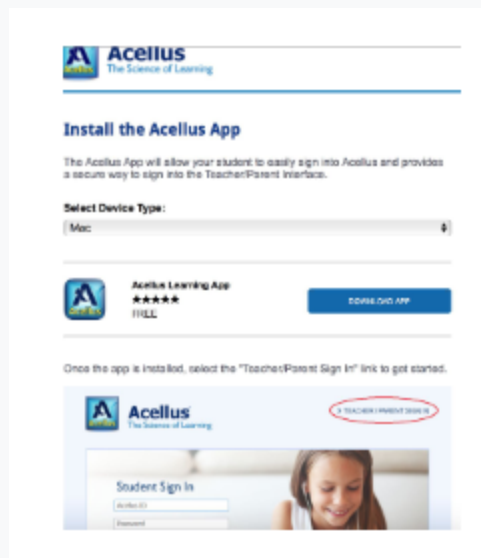 Acellus
The Science of Learning
Install the Acellus App
The Acellus App will allow your student to easily sign into Acellus and provides
a secure way to sign into the Teacher/Parent Interface.
Select Device Type:
Mac
Acellus Learning App
★★★★★
FREE
DOWNLOAD APP
Once the app is installed, select the "Teacher/Parent Sign In" link to get started.
Acellus
The Science of Learning
TEACHER / PARENT SIGN IN
Student Sign In
Acellus ID
Password